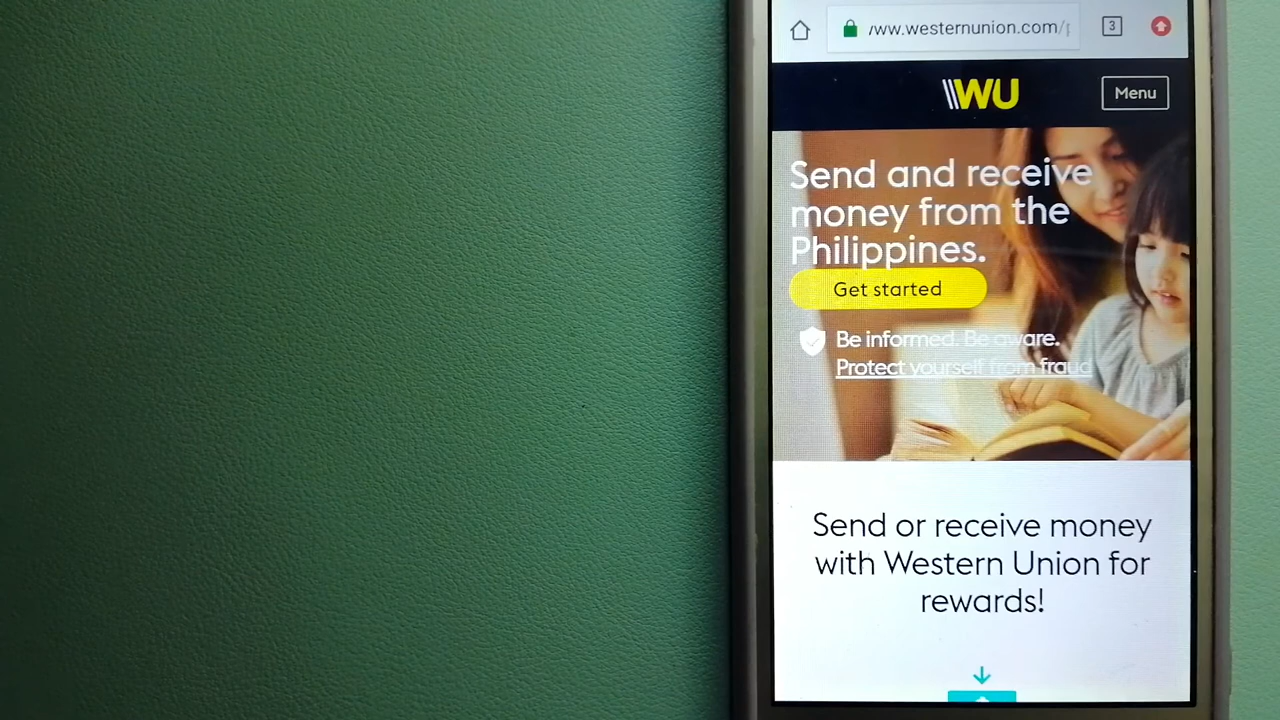 www.westernunion.com/
3
WU
Menu
Send and receive
money from the
Philippines.
Get started
Be informed. Be aware.
Protect yourself from fraud
Send or receive money
with Western Union for
rewards!